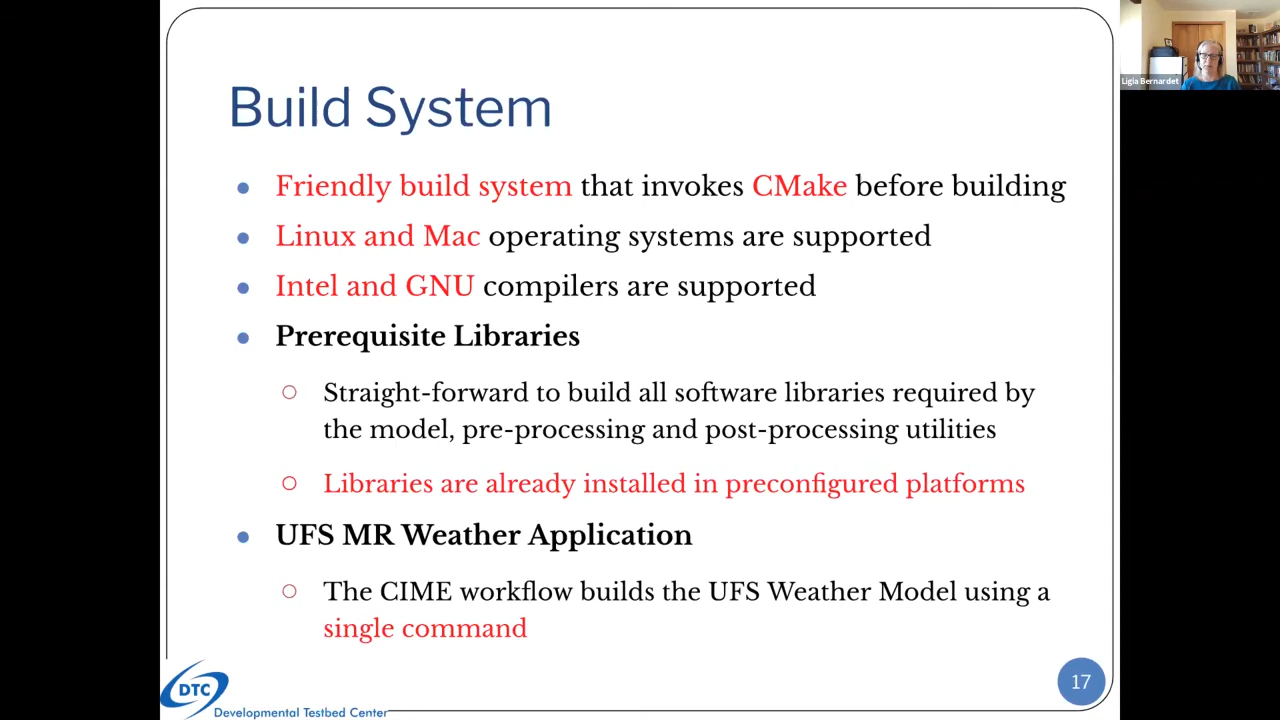 Build System
Friendly build system that invokes CMake before building
Linux and Mac operating systems are supported
Intel and GNU compilers are supported
Prerequisite Libraries
Straight-forward to build all software libraries required by
the model, pre-processing and post-processing utilities
Libraries are already installed in preconfigured platforms
UFS MR Weather Application
The CIME workflow builds the UFS Weather Model using a
single command
DTC
Developmental Testbed Center
17
Ligia Bernardet